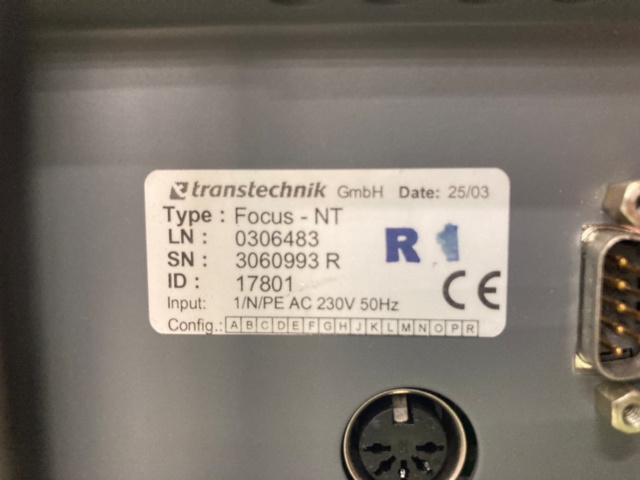 transtechnik GmbH Date: 25/03
Type : Focus - NT
LN : 0306483
SN : 3060993 R
R 1
ID : 17801
Input: 1/N/PE AC 230V 50Hz
CE
Config.: A B C D E F G H J K L M N O P R